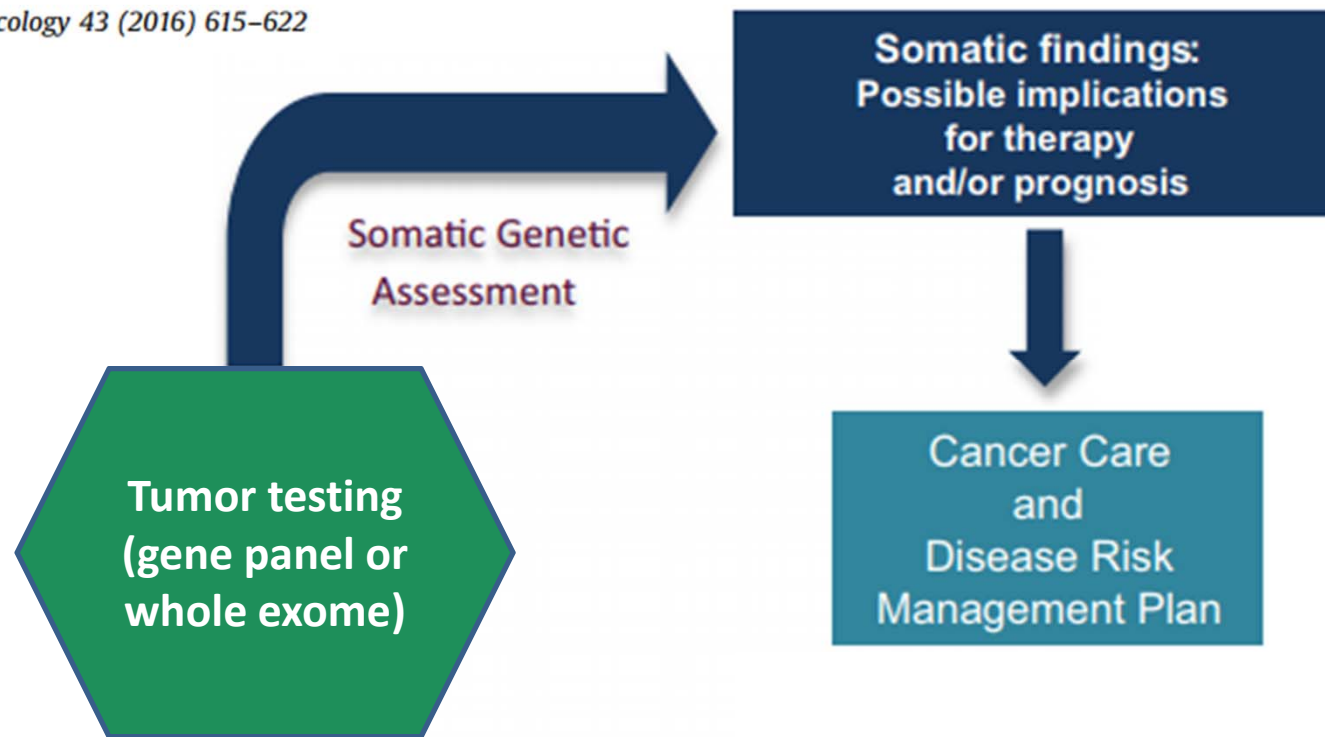 cology 43 (2016) 615–622
Somatic findings:
Possible implications
for therapy
and/or prognosis
Somatic Genetic
Assessment
Tumor testing
(gene panel or
whole exome)
Cancer Care
and
Disease Risk
Management Plan